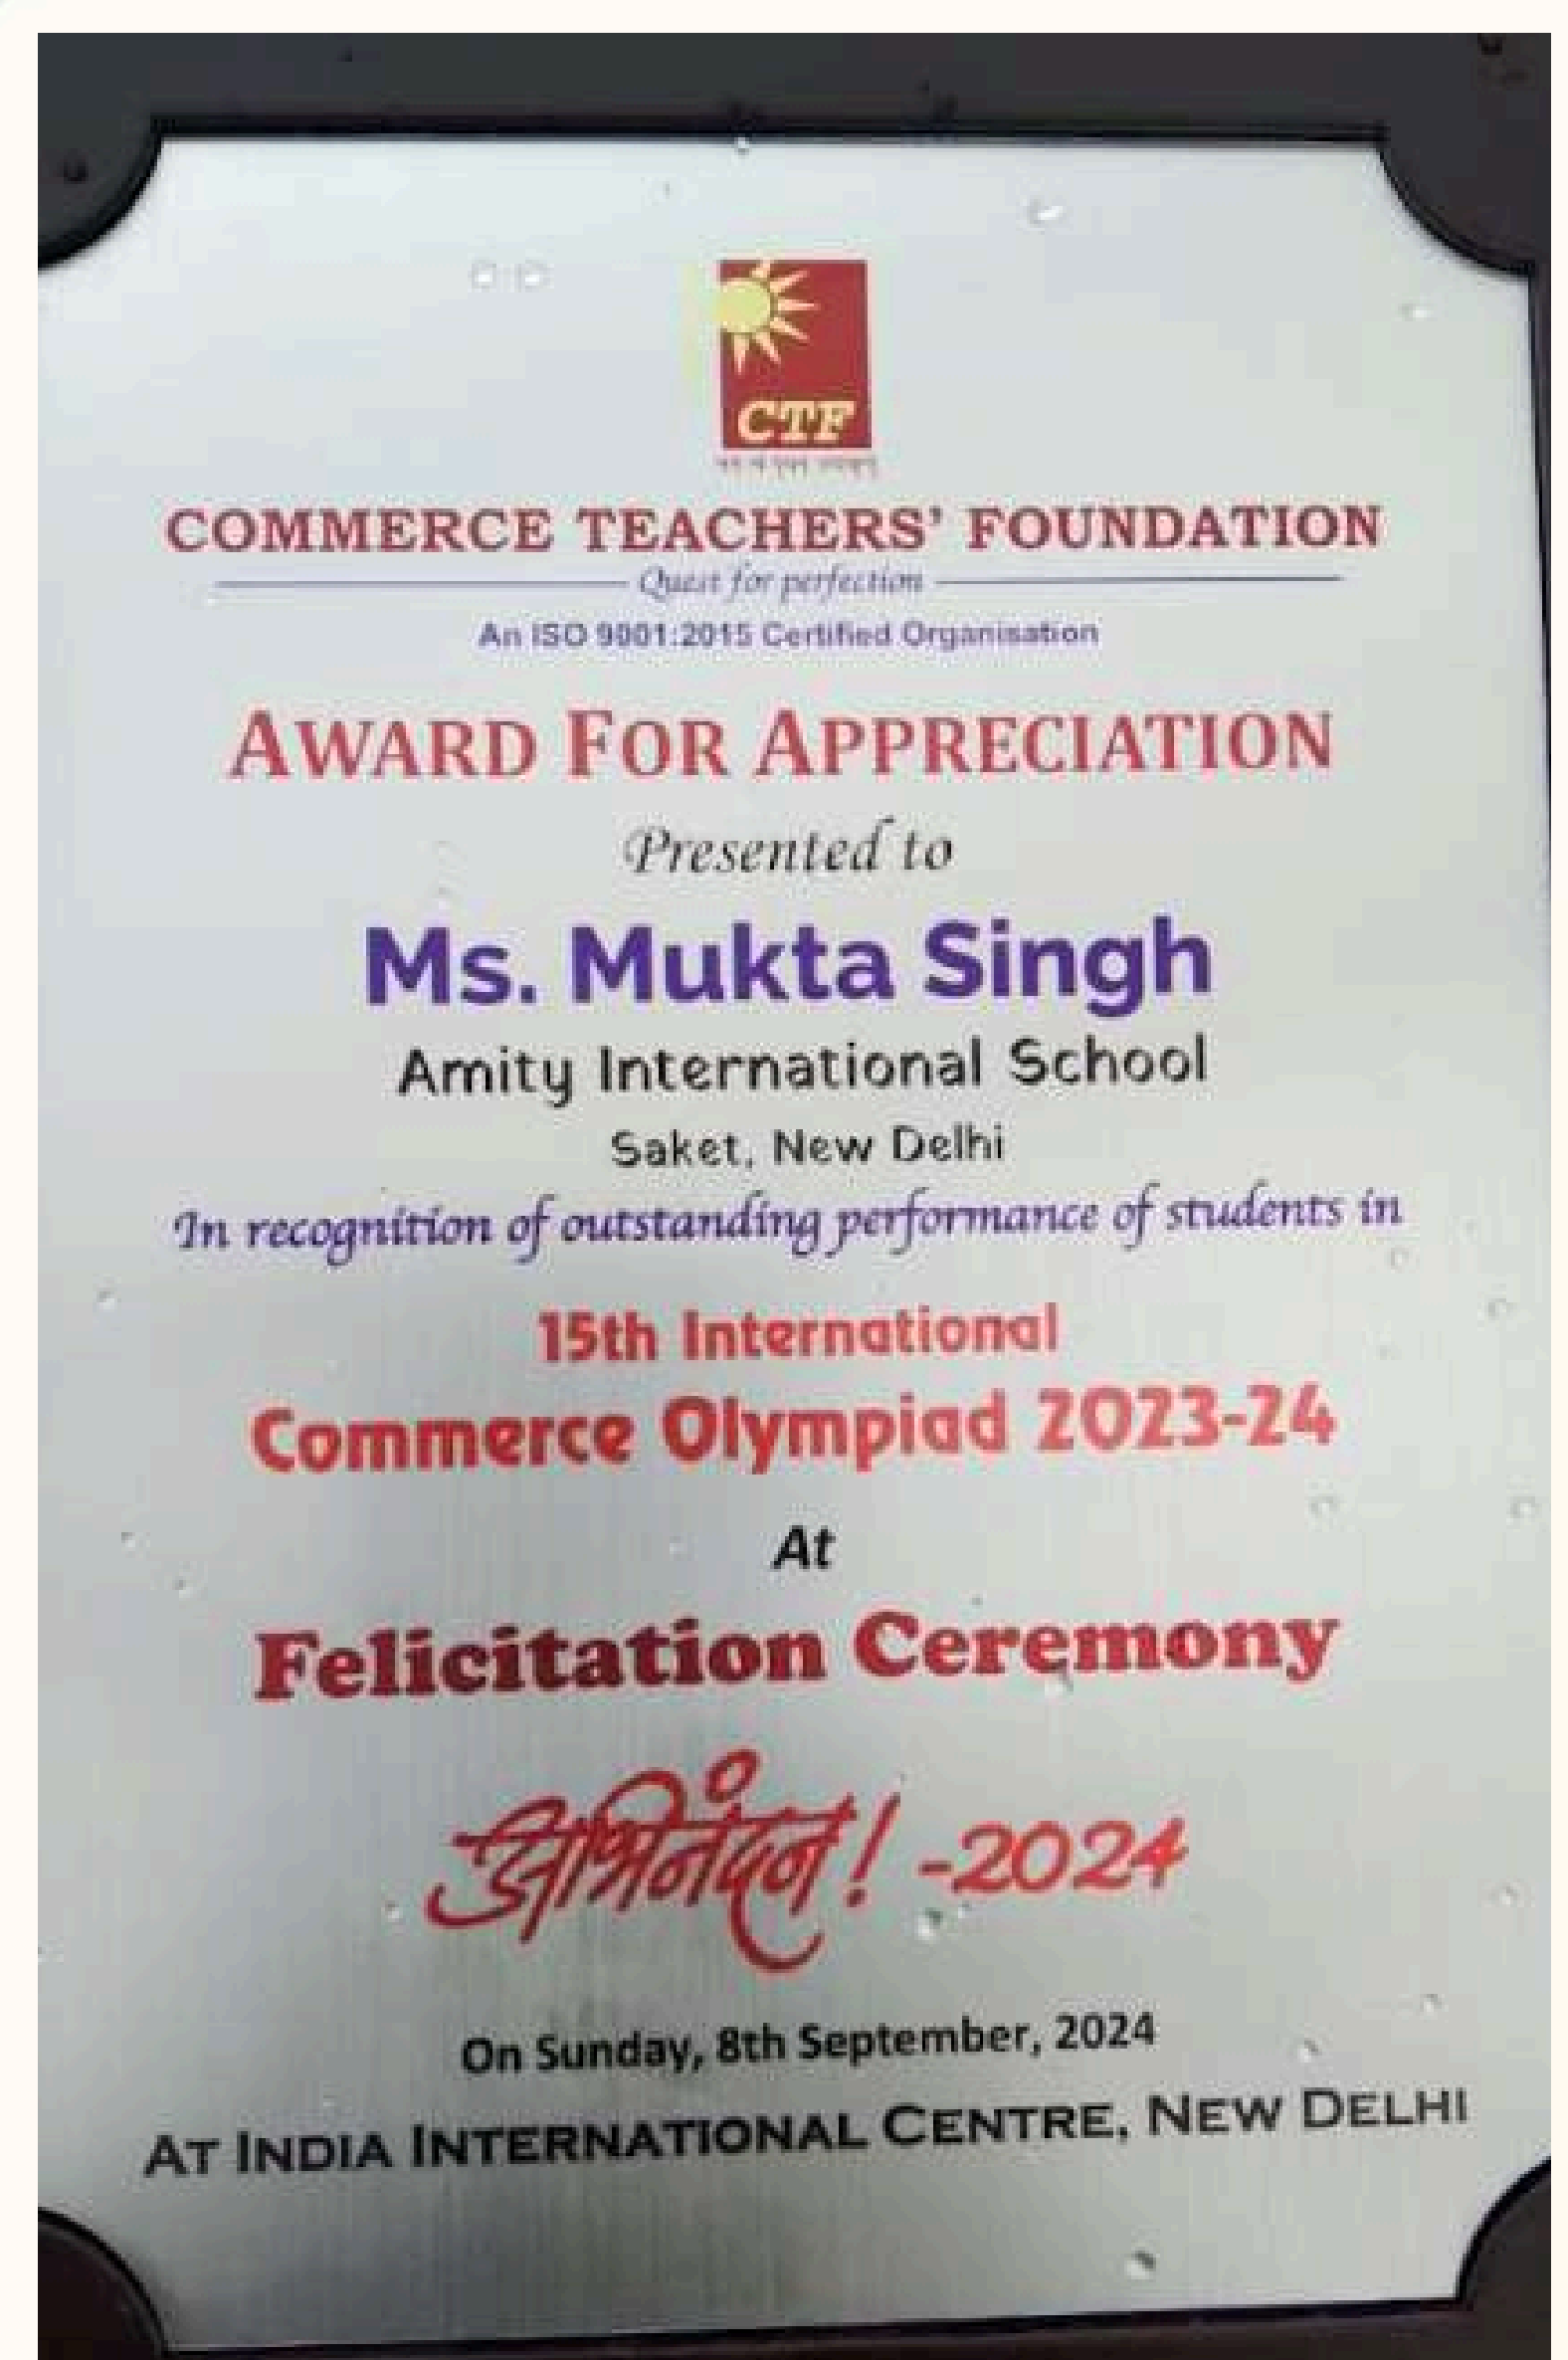 CTF
COMMERCE TEACHERS' FOUNDATION
Quest for perfection
An ISO 9001:2015 Certified Organisation
AWARD FOR APPRECIATION
Presented to
Ms. Mukta Singh
Amity International School
Saket, New Delhi
In recognition of outstanding performance of students in
15th International
Commerce Olympiad 2023-24
At
Felicitation Ceremony
अभिनंदन! -2024
On Sunday, 8th September, 2024
AT INDIA INTERNATIONAL CENTRE, NEW DELHI